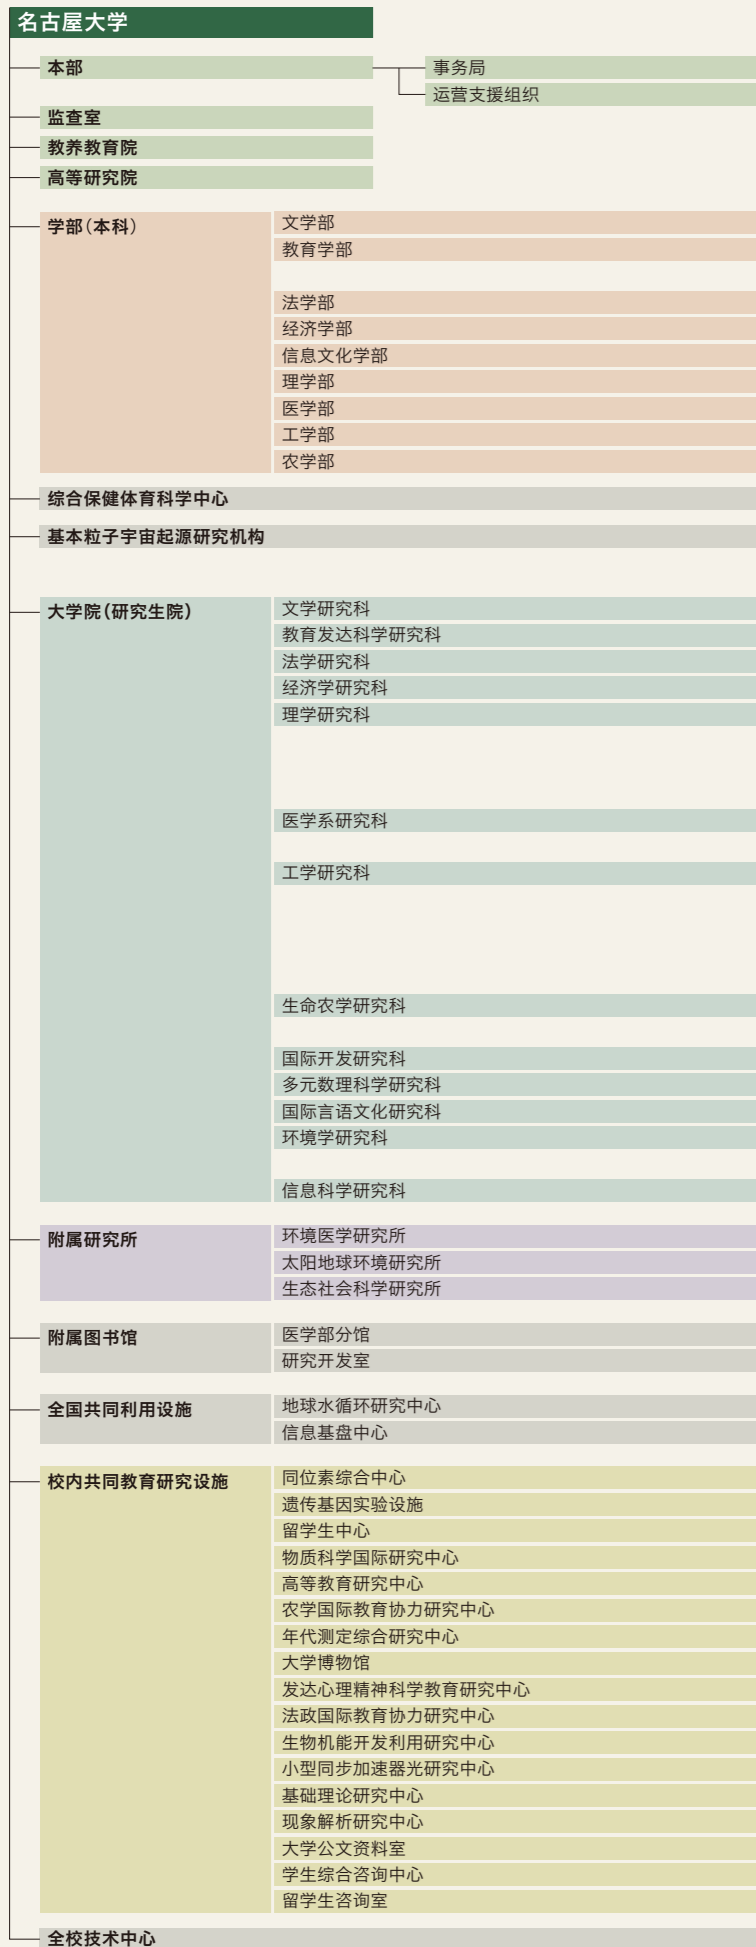 名古屋大学
本部
事务局
运营支援组织
监查室
教养教育院
高等研究院
学部(本科)
文学部
教育学部
法学部
经济学部
信息文化学部
理学部
医学部
工学部
农学部
综合保健体育科学中心
基本粒子宇宙起源研究机构
大学院(研究生院)
文学研究科
教育发达科学研究科
法学研究科
经济学研究科
理学研究科
医学系研究科
工学研究科
生命农学研究科
国际开发研究科
多元数理科学研究科
国际言语文化研究科
环境学研究科
信息科学研究科
附属研究所
环境医学研究所
太阳地球环境研究所
生态社会科学研究所
附属图书馆
医学部分馆
研究开发室
全国共同利用设施
地球水循环研究中心
信息基盘中心
校内共同教育研究设施
同位素综合中心
遗传基因实验设施
留学生中心
物质科学国际研究中心
高等教育研究中心
农学国际教育协力研究中心
年代测定综合研究中心
大学博物馆
发达心理精神科学教育研究中心
法政国际教育协力研究中心
生物机能开发利用研究中心
小型同步加速器光研究中心
基础理论研究中心
现象解析研究中心
大学公文资料室
学生综合咨询中心
留学生咨询室
全校技术中心